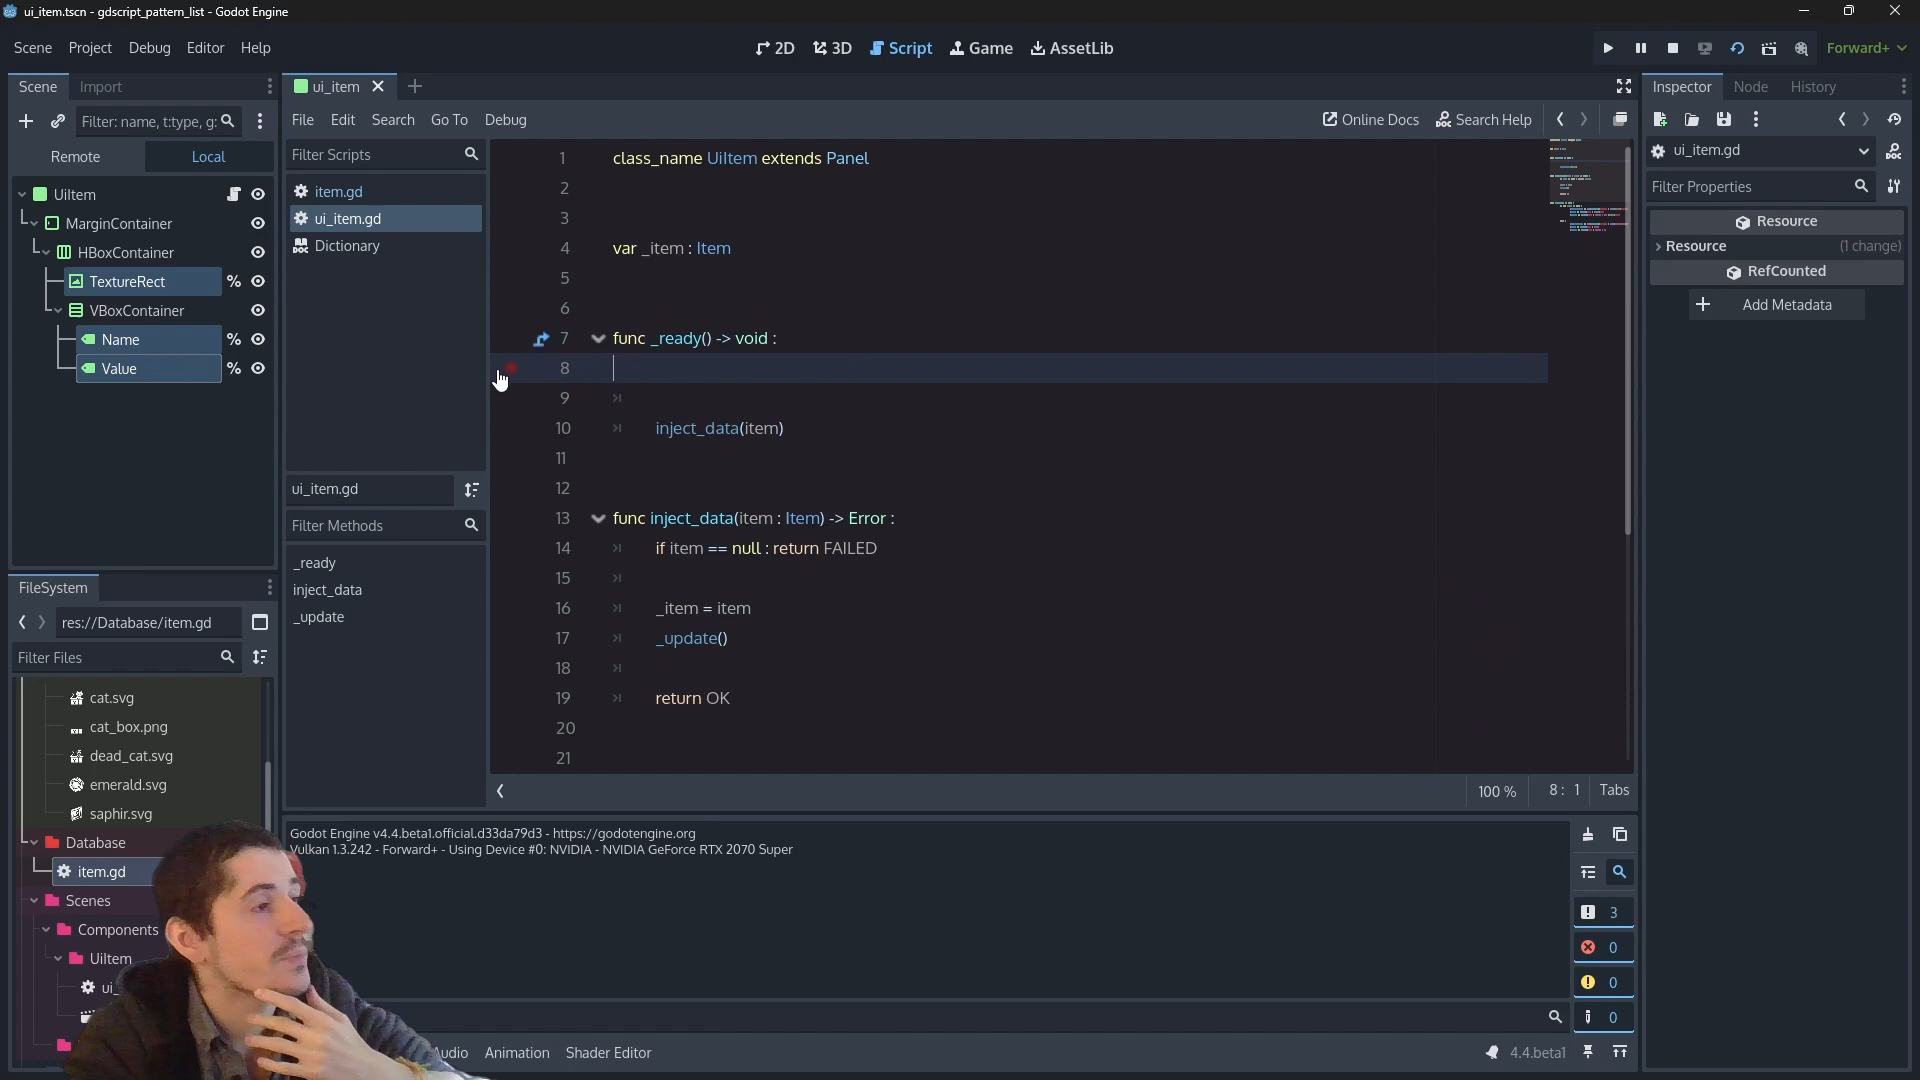 ui_item.tscn - gdscript_pattern_list - Godot Engine
Scene Project Debug Editor Help
2D 3D Script Game AssetLib
Forward+
Scene Import
Filter: name, t:type, g:
Remote Local
UiItem
MarginContainer
HBoxContainer
TextureRect %
VBoxContainer
Name %
Value %
FileSystem
res://Database/item.gd
Filter Files
cat.svg
cat_box.png
dead_cat.svg
emerald.svg
saphir.svg
Database
item.gd
Scenes
Components
UiItem
ui_
ui_item
File Edit Search Go To Debug
Online Docs Search Help
Filter Scripts
item.gd
ui_item.gd
Dictionary
ui_item.gd
Filter Methods
_ready
inject_data
_update
1 class_name UiItem extends Panel
2
3
4 var _item : Item
5
6
7 func _ready() -> void :
8
9
10 inject_data(item)
11
12
13 func inject_data(item : Item) -> Error :
14 if item == null : return FAILED
15
16 _item = item
17 _update()
18
19 return OK
20
21
100 % 8 : 1 Tabs
Godot Engine v4.4.beta1.official.d33da79d3 - https://godotengine.org
Vulkan 1.3.242 - Forward+ - Using Device #0: NVIDIA - NVIDIA GeForce RTX 2070 Super
3
0
0
0
udio Animation Shader Editor
4.4.beta1
Inspector Node History
ui_item.gd
Filter Properties
Resource
Resource (1 change)
RefCounted
Add Metadata